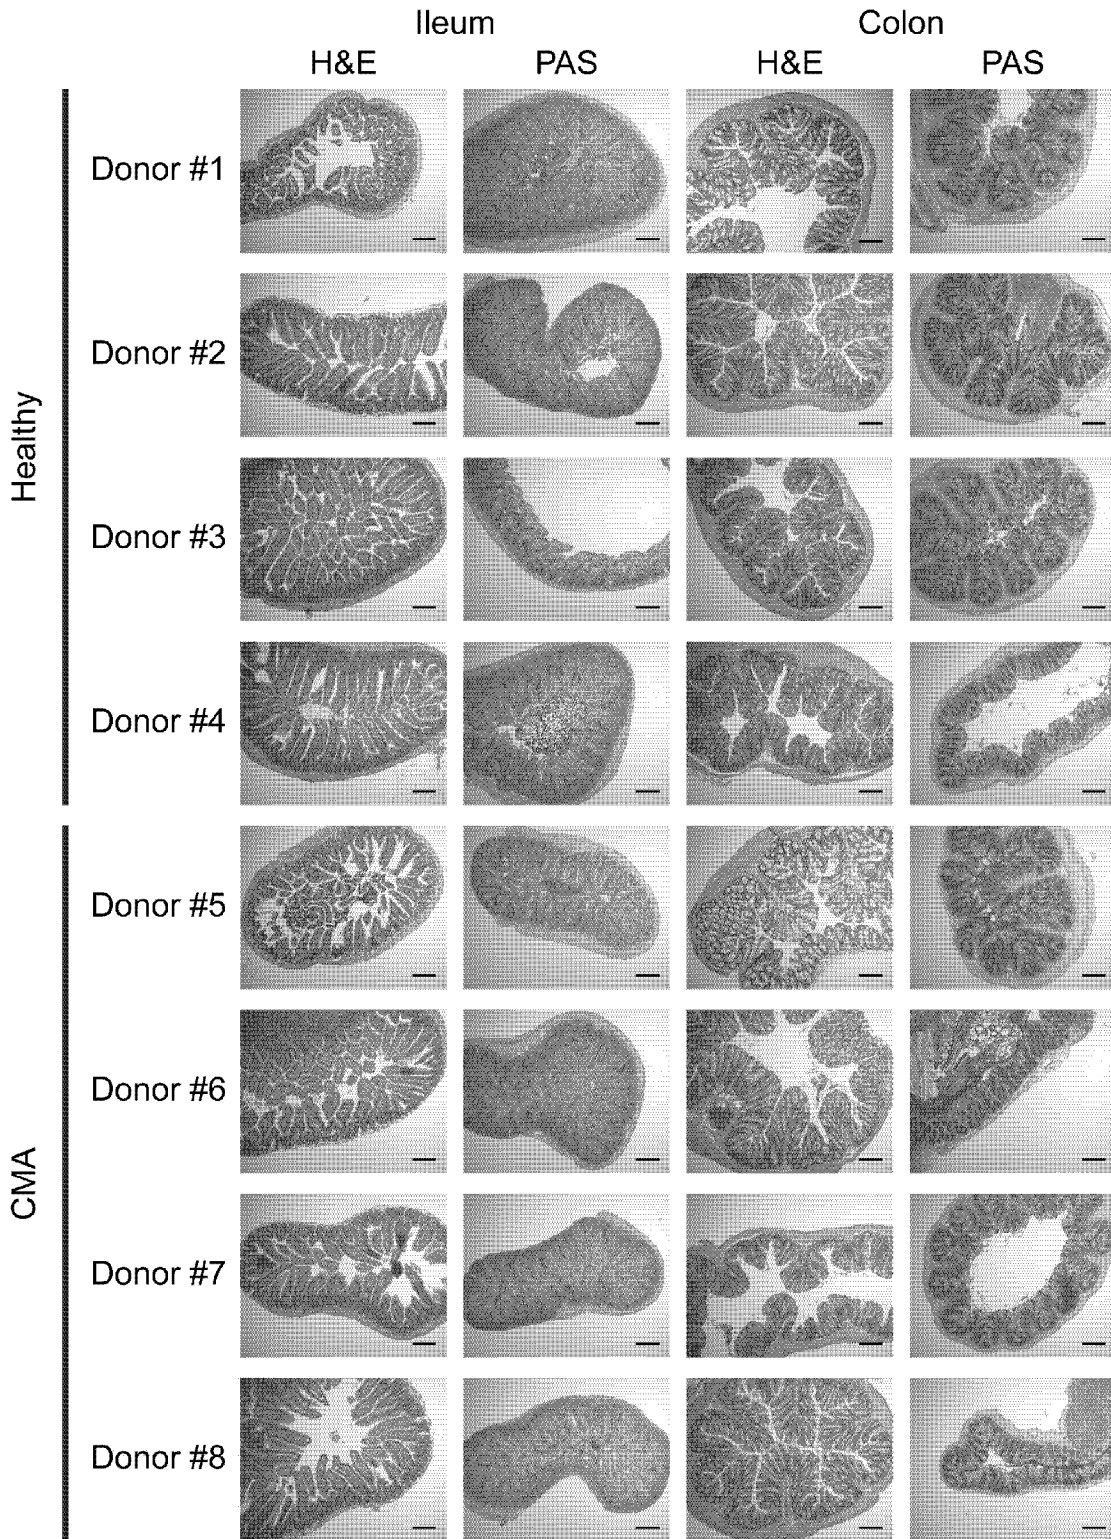 Ileum Colon
H&E PAS H&E PAS
Healthy
Donor #1
Donor #2
Donor #3
Donor #4
CMA
Donor #5
Donor #6
Donor #7
Donor #8